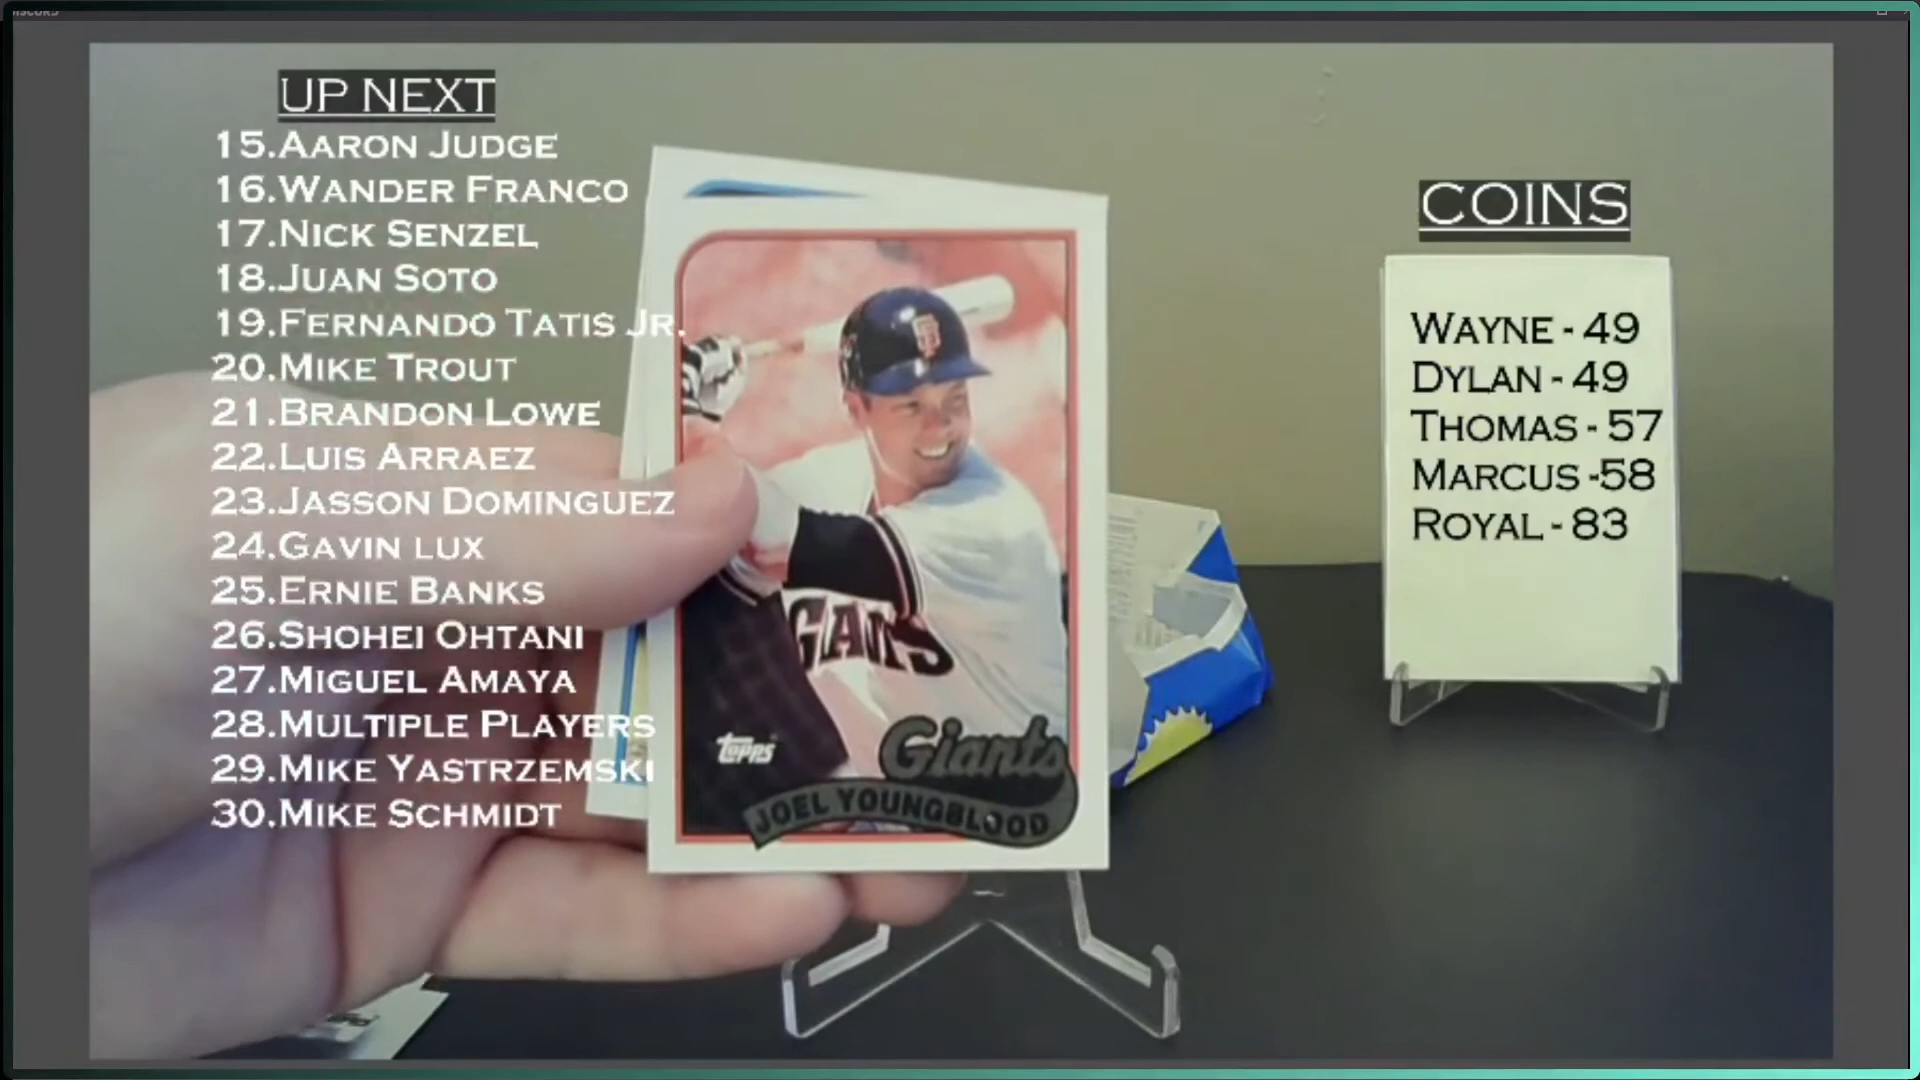 UP NEXT
15.AARON JUDGE
16.WANDER FRANCO
17.NICK SENZEL
18.JUAN SOTO
19.FERNANDO TATIS JR.
20.MIKE TROUT
21.BRANDON LOWE
22.LUIS ARRAEZ
23.JASSON DOMINGUEZ
24.GAVIN LUX
25.ERNIE BANKS
26.SHOHEI OHTANI
27.MIGUEL AMAYA
28.MULTIPLE PLAYERS
29.MIKE YASTRZEMSKI
30.MIKE SCHMIDT
SF
GIANTS
Topps
Giants
JOEL YOUNGBLOOD
COINS
WAYNE - 49
DYLAN - 49
THOMAS - 57
MARCUS -58
ROYAL - 83